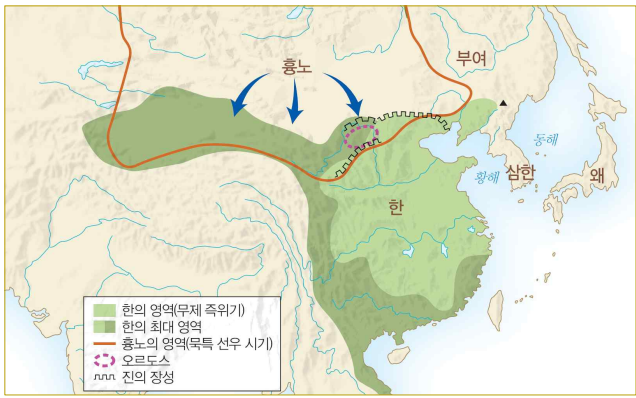 흉노
부여
동해
황해
삼한
왜
한
한의 영역(무제 즉위기)
한의 최대 영역
흉노의 영역(묵특 선우 시기)
오르도스
진의 장성